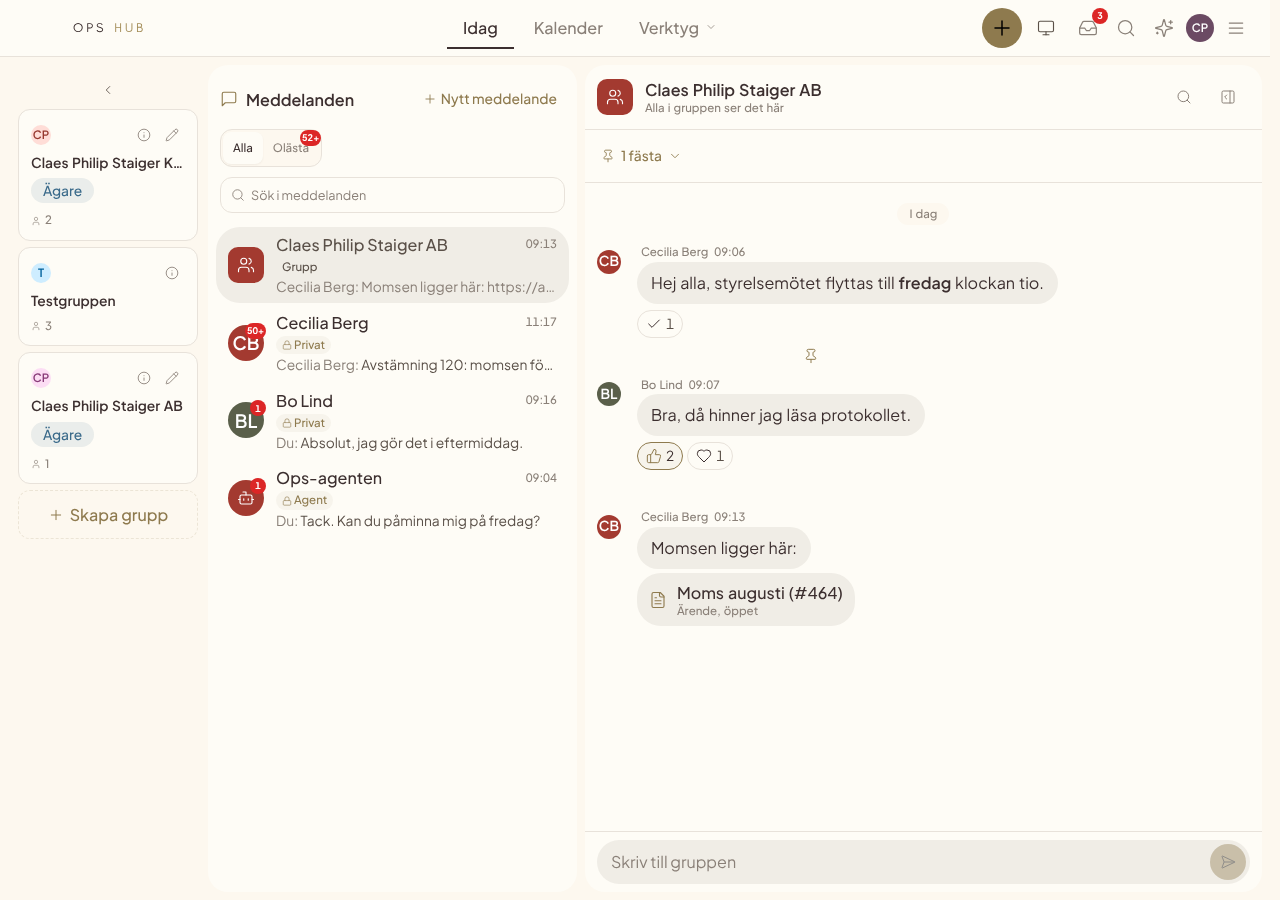 OPS HUB
Idag
Kalender
Verktyg
3
CP
CP
Claes Philip Staiger K…
Ägare
2
T
Testgruppen
3
CP
Claes Philip Staiger AB
Ägare
1
Skapa grupp
Meddelanden
Nytt meddelande
Alla
Olästa
52+
Sök i meddelanden
Claes Philip Staiger AB 09:13
Grupp
Cecilia Berg: Momsen ligger här: https://a…
CB
50+
Cecilia Berg 11:17
Privat
Cecilia Berg: Avstämning 120: momsen fö…
BL
1
Bo Lind 09:16
Privat
Du: Absolut, jag gör det i eftermiddag.
1
Ops-agenten 09:04
Agent
Du: Tack. Kan du påminna mig på fredag?
Claes Philip Staiger AB
Alla i gruppen ser det här
1 fästa
I dag
Cecilia Berg 09:06
CB
Hej alla, styrelsemötet flyttas till fredag klockan tio.
1
Bo Lind 09:07
BL
Bra, då hinner jag läsa protokollet.
2
1
Cecilia Berg 09:13
CB
Momsen ligger här:
Moms augusti (#464)
Ärende, öppet
Skriv till gruppen